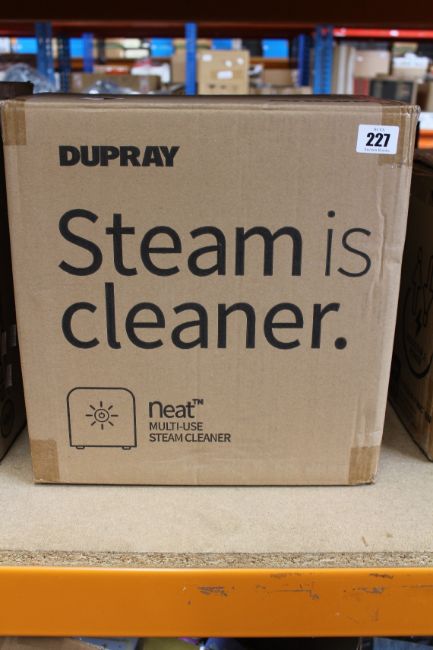 DUPRAY
227
Steam is
cleaner.
neat™
MULTI-USE
STEAM CLEANER